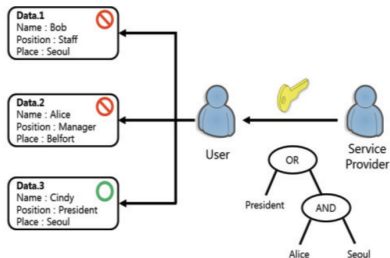 Data.1
Name : Bob
Position : Staff
Place : Seoul
Data.2
Name : Alice
Position : Manager
Place : Belfort
Data.3
Name : Cindy
Position : President
Place : Seoul
User
Service
Provider
OR
President
AND
Alice
Seoul